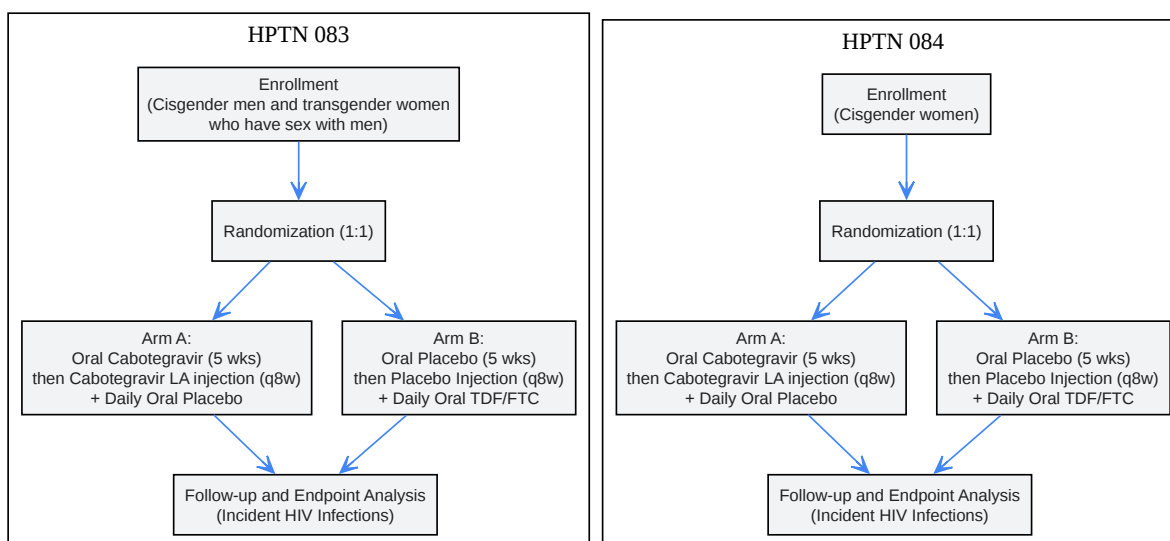 HPTN 083
Enrollment
(Cisgender men and transgender women
who have sex with men)
Randomization (1:1)
Arm A:
Oral Cabotegravir (5 wks)
then Cabotegravir LA injection (q8w)
+ Daily Oral Placebo
Arm B:
Oral Placebo (5 wks)
then Placebo Injection (q8w)
+ Daily Oral TDF/FTC
Follow-up and Endpoint Analysis
(Incident HIV Infections)
HPTN 084
Enrollment
(Cisgender women)
Randomization (1:1)
Arm A:
Oral Cabotegravir (5 wks)
then Cabotegravir LA injection (q8w)
+ Daily Oral Placebo
Arm B:
Oral Placebo (5 wks)
then Placebo Injection (q8w)
+ Daily Oral TDF/FTC
Follow-up and Endpoint Analysis
(Incident HIV Infections)